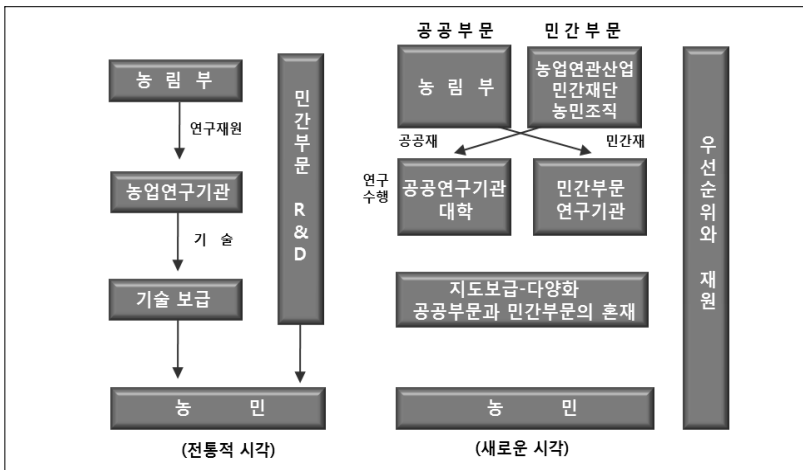 농 림 부
연구재원
농업연구기관
기 술
기술 보급
농 민
(전통적 시각)
민간부문 R&D
공공부문
민간부문
농 림 부
농업연관산업
민간재단
농민조직
공공재
민간재
연구
수행
공공연구기관
대학
민간부문
연구기관
지도보급-다양화
공공부문과 민간부문의 혼재
농 민
(새로운 시각)
우선순위와 재원